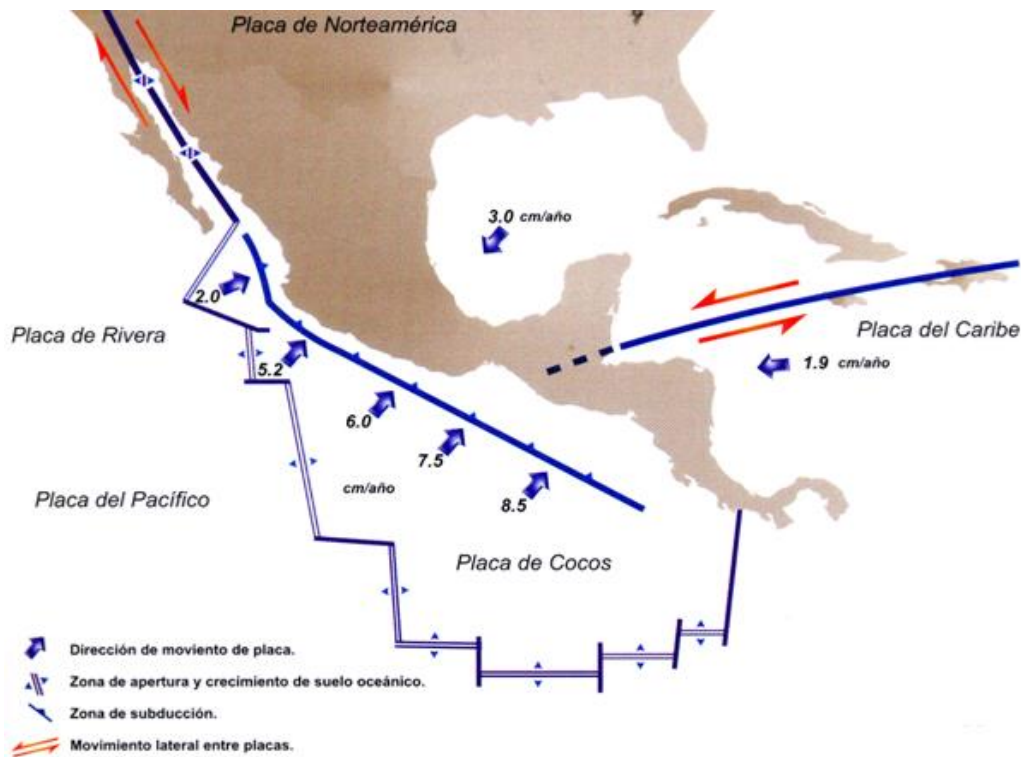 Placa de Norteamérica
3.0 cm/año
2.0
Placa de Rivera
Placa del Caribe
5.2
1.9 cm/año
6.0
7.5
cm/año
8.5
Placa del Pacífico
Placa de Cocos
Dirección de moviento de placa.
Zona de apertura y crecimiento de suelo oceánico.
Zona de subducción.
Movimiento lateral entre placas.